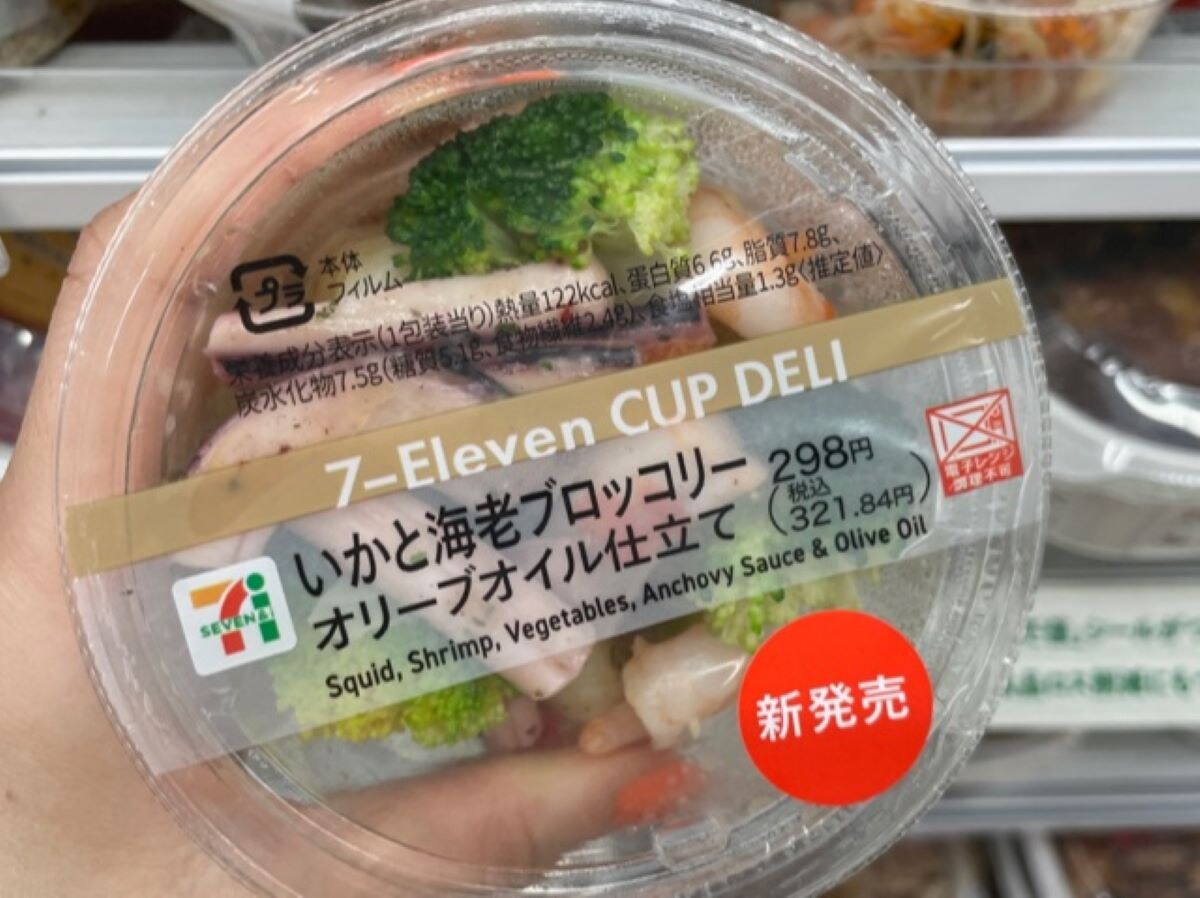 プラ
本体
フィルム
栄養成分表示(1包装当り)熱量122kcal、蛋白質6.6g、脂質7.8g、
炭水化物7.5g(糖質5.1g、食物繊維2.4g)、食塩相当量1.3g〈推定値〉
7-Eleven CUP DELI
いかと海老ブロッコリー 298円
オリーブオイル仕立て (税込 321.84円)
Squid, Shrimp, Vegetables, Anchovy Sauce & Olive Oil
電子レンジ
調理不可
SEVEN&i
新発売